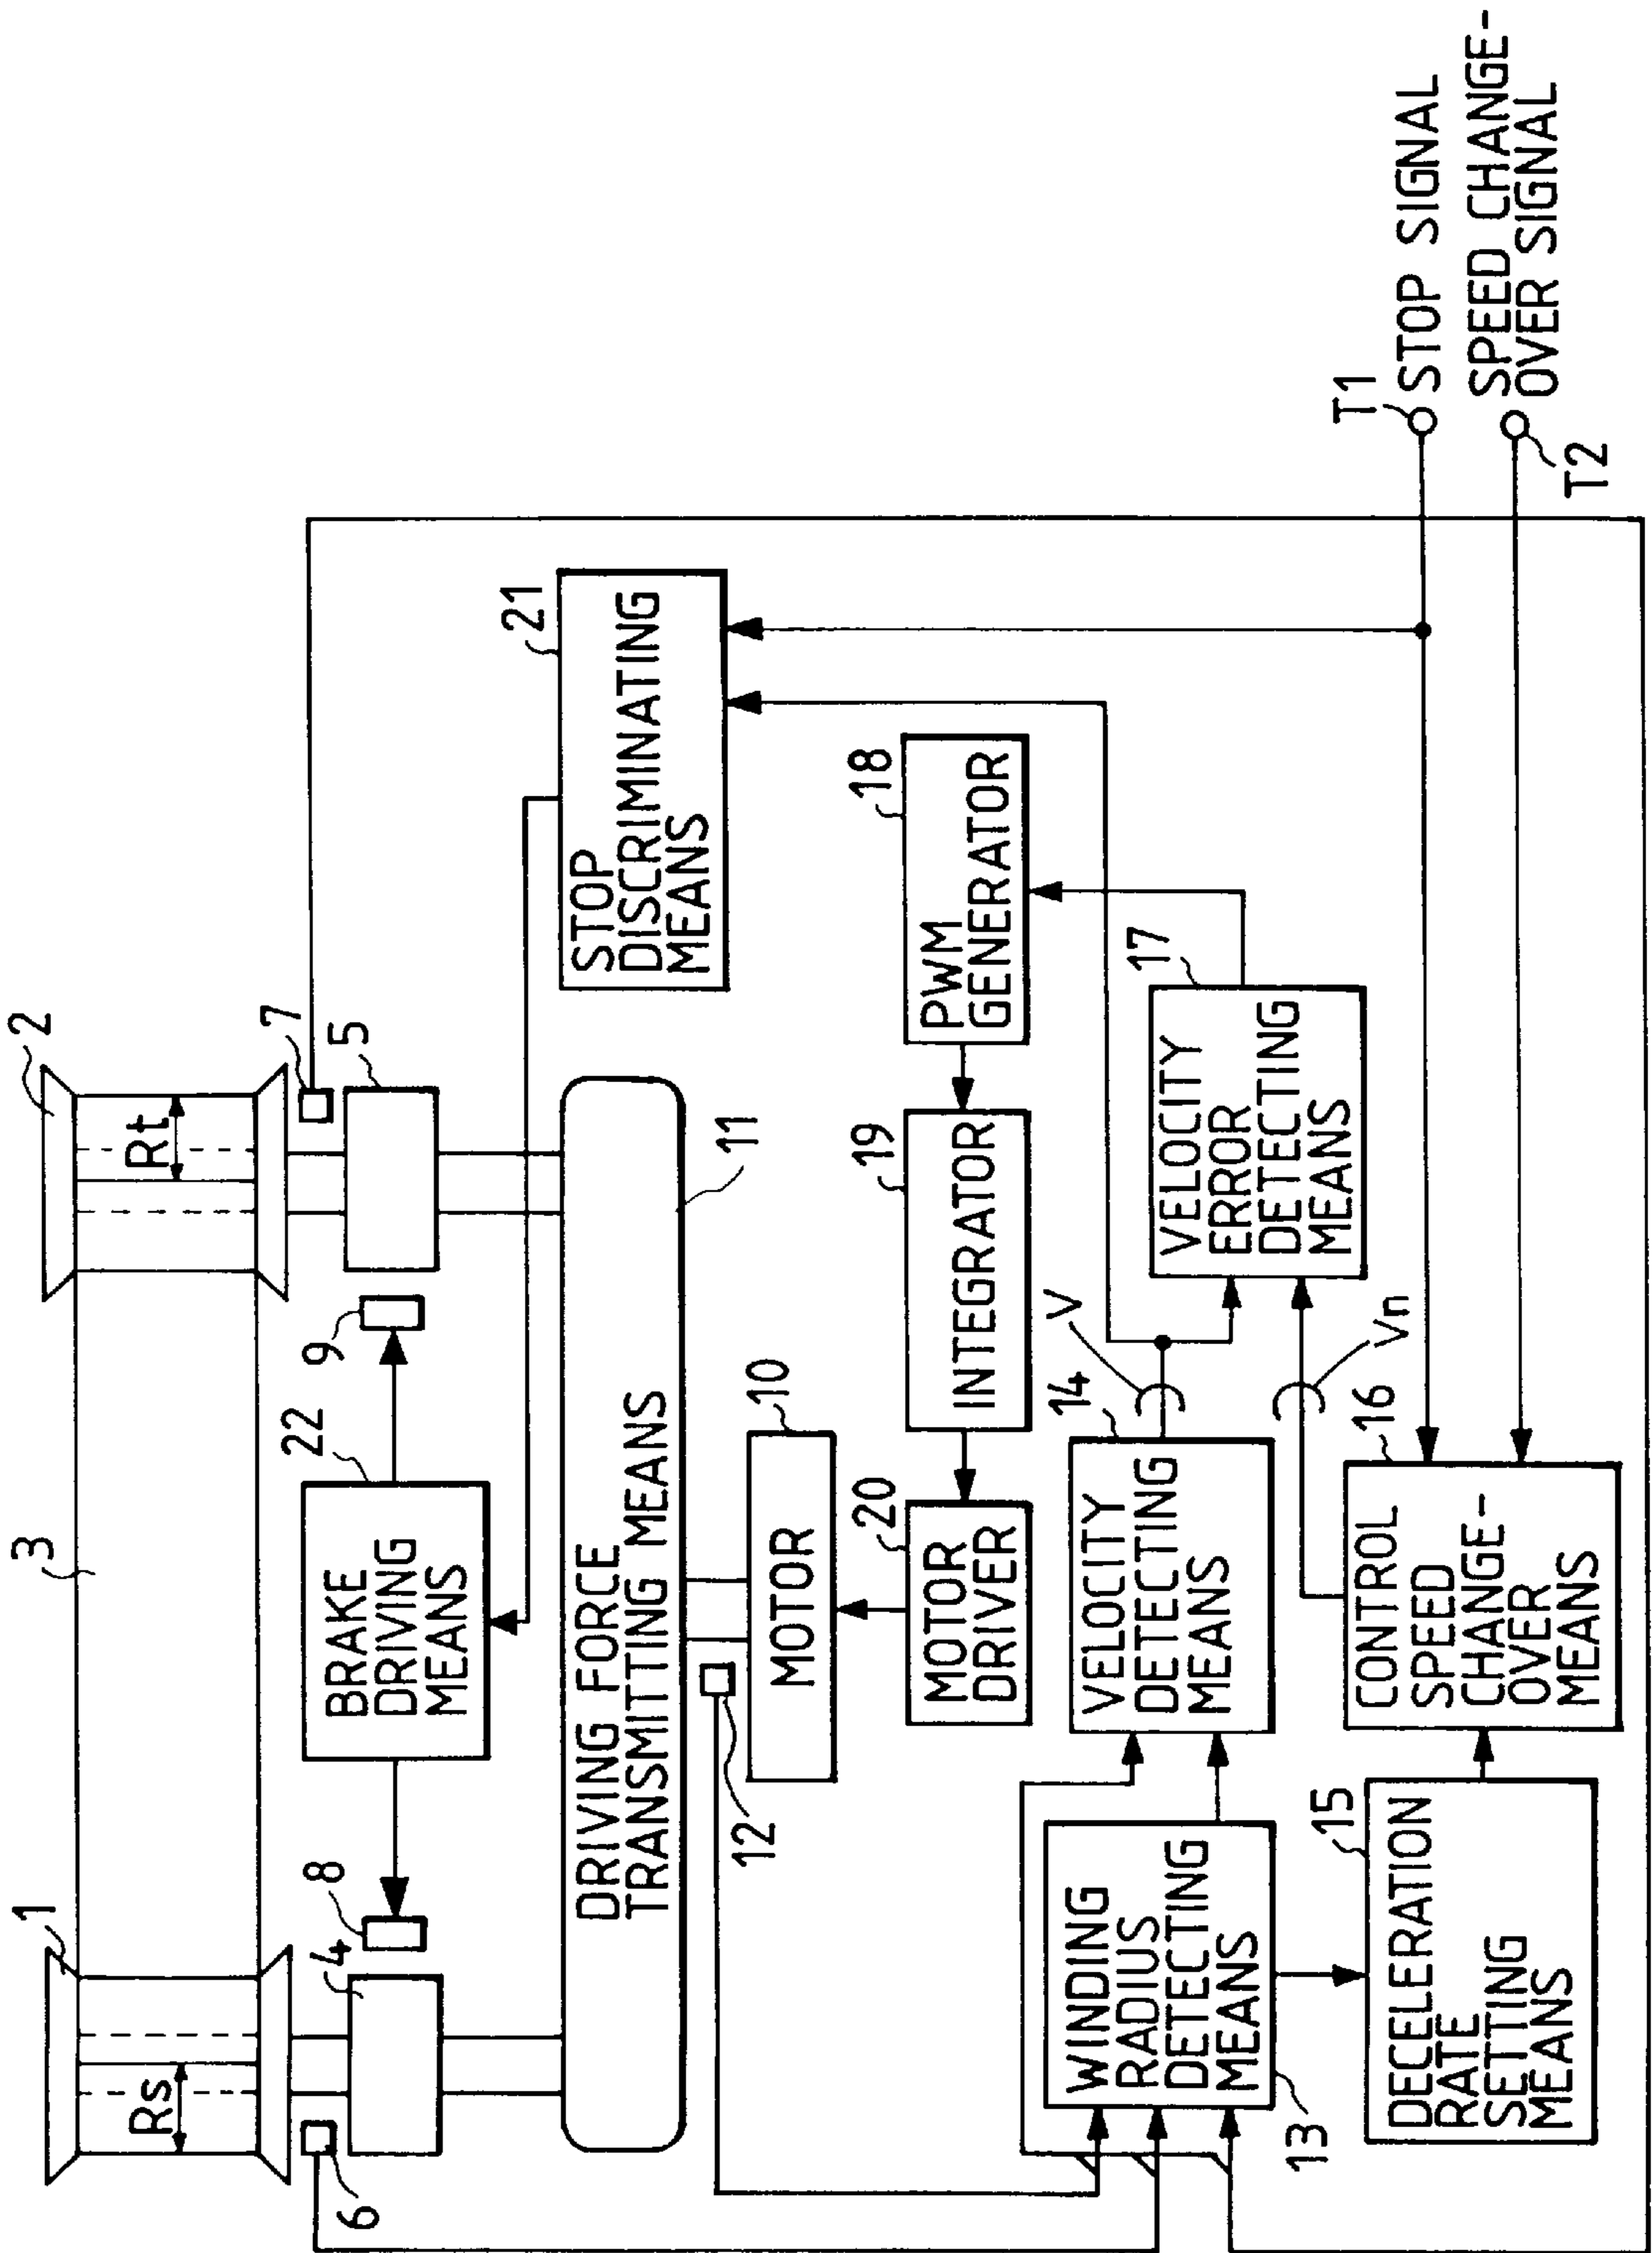 1
3
2
Rs
Rt
6
4
8
BRAKE
DRIVING
MEANS
22
9
5
7
DRIVING FORCE
TRANSMITTING MEANS
11
12
MOTOR
10
STOP
DISCRIMINATING
MEANS
21
MOTOR
DRIVER
20
INTEGRATOR
19
PWM
GENERATOR
18
WINDING
RADIUS
DETECTING
MEANS
13
VELOCITY
DETECTING
MEANS
14
V
VELOCITY
ERROR
DETECTING
MEANS
17
Vn
DECELERATION
RATE
SETTING
MEANS
15
CONTROL
SPEED
CHANGE-
OVER
MEANS
16
T1
STOP SIGNAL
T2
SPEED CHANGE-
OVER SIGNAL